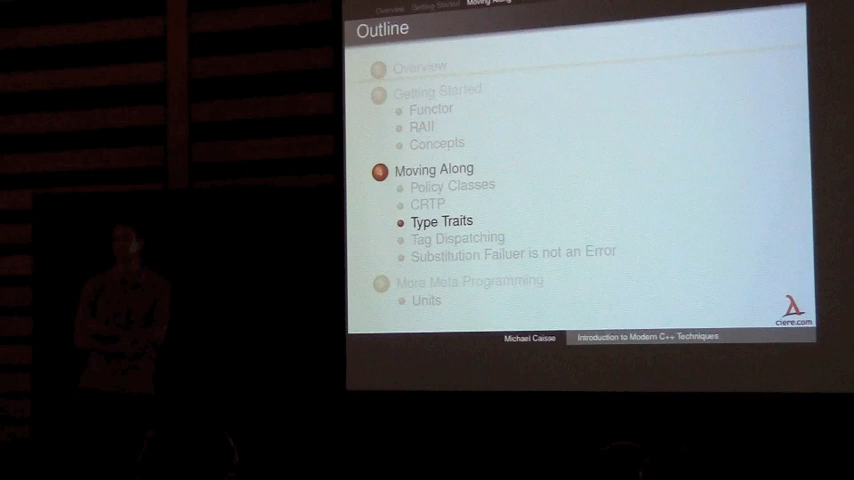 Overview Getting Started Moving Along
Outline
Overview
Getting Started
Functor
RAII
Concepts
Moving Along
Policy Classes
CRTP
Type Traits
Tag Dispatching
Substitution Failuer is not an Error
More Meta Programming
Units
ciere.com
Michael Caisse Introduction to Modern C++ Techniques